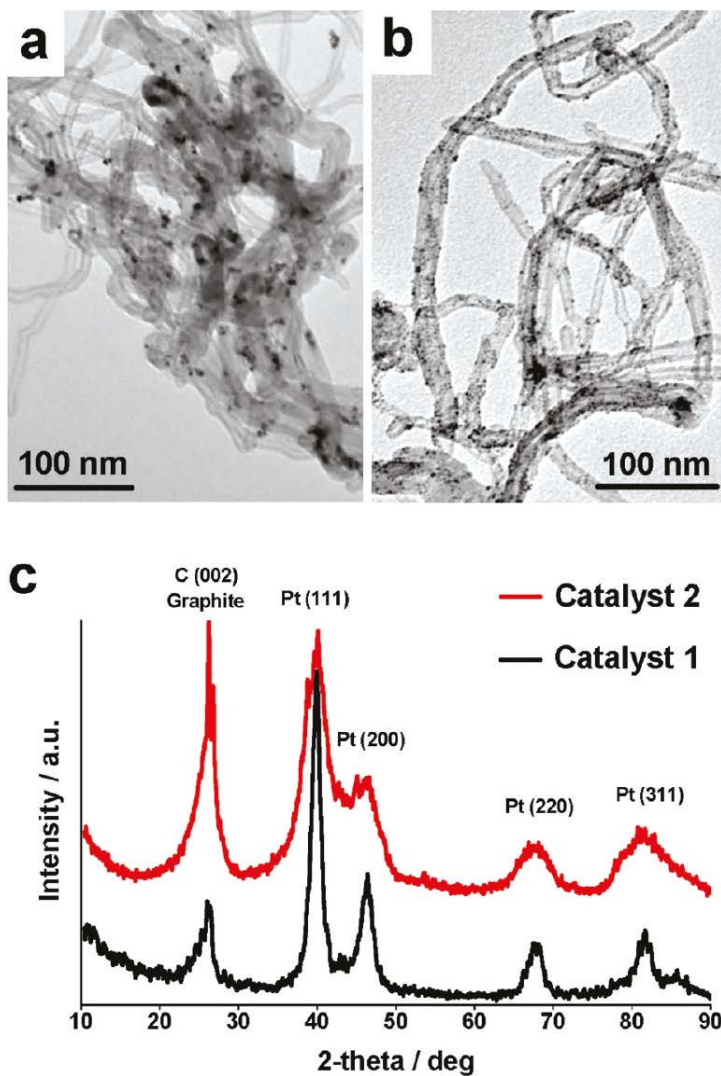 a
b
100 nm
100 nm
c
C (002)
Graphite
Pt (111)
Catalyst 2
Catalyst 1
Pt (200)
Pt (220)
Pt (311)
Intensity / a.u.
10 20 30 40 50 60 70 80 90
2-theta / deg